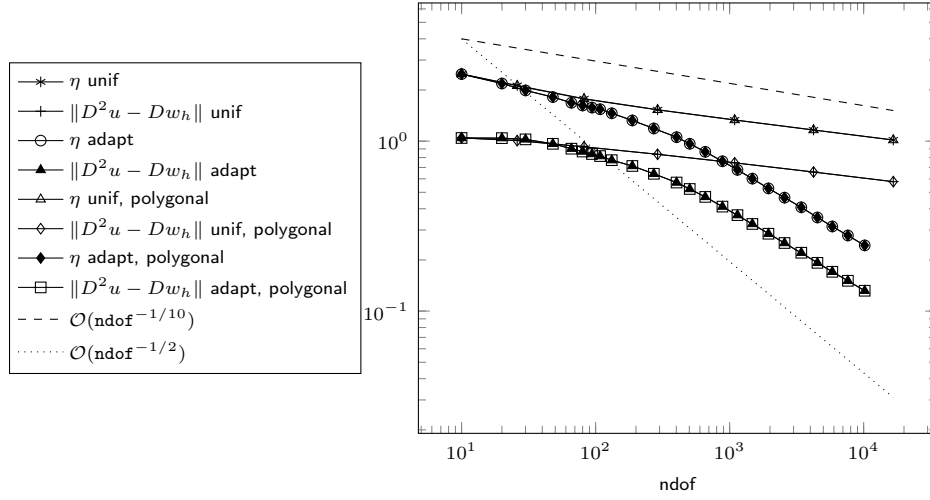 η unif
∥D²u − Dw_h∥ unif
η adapt
∥D²u − Dw_h∥ adapt
η unif, polygonal
∥D²u − Dw_h∥ unif, polygonal
η adapt, polygonal
∥D²u − Dw_h∥ adapt, polygonal
𝒪(ndof^{−1/10})
𝒪(ndof^{−1/2})
10⁰
10⁻¹
10¹ 10² 10³ 10⁴
ndof